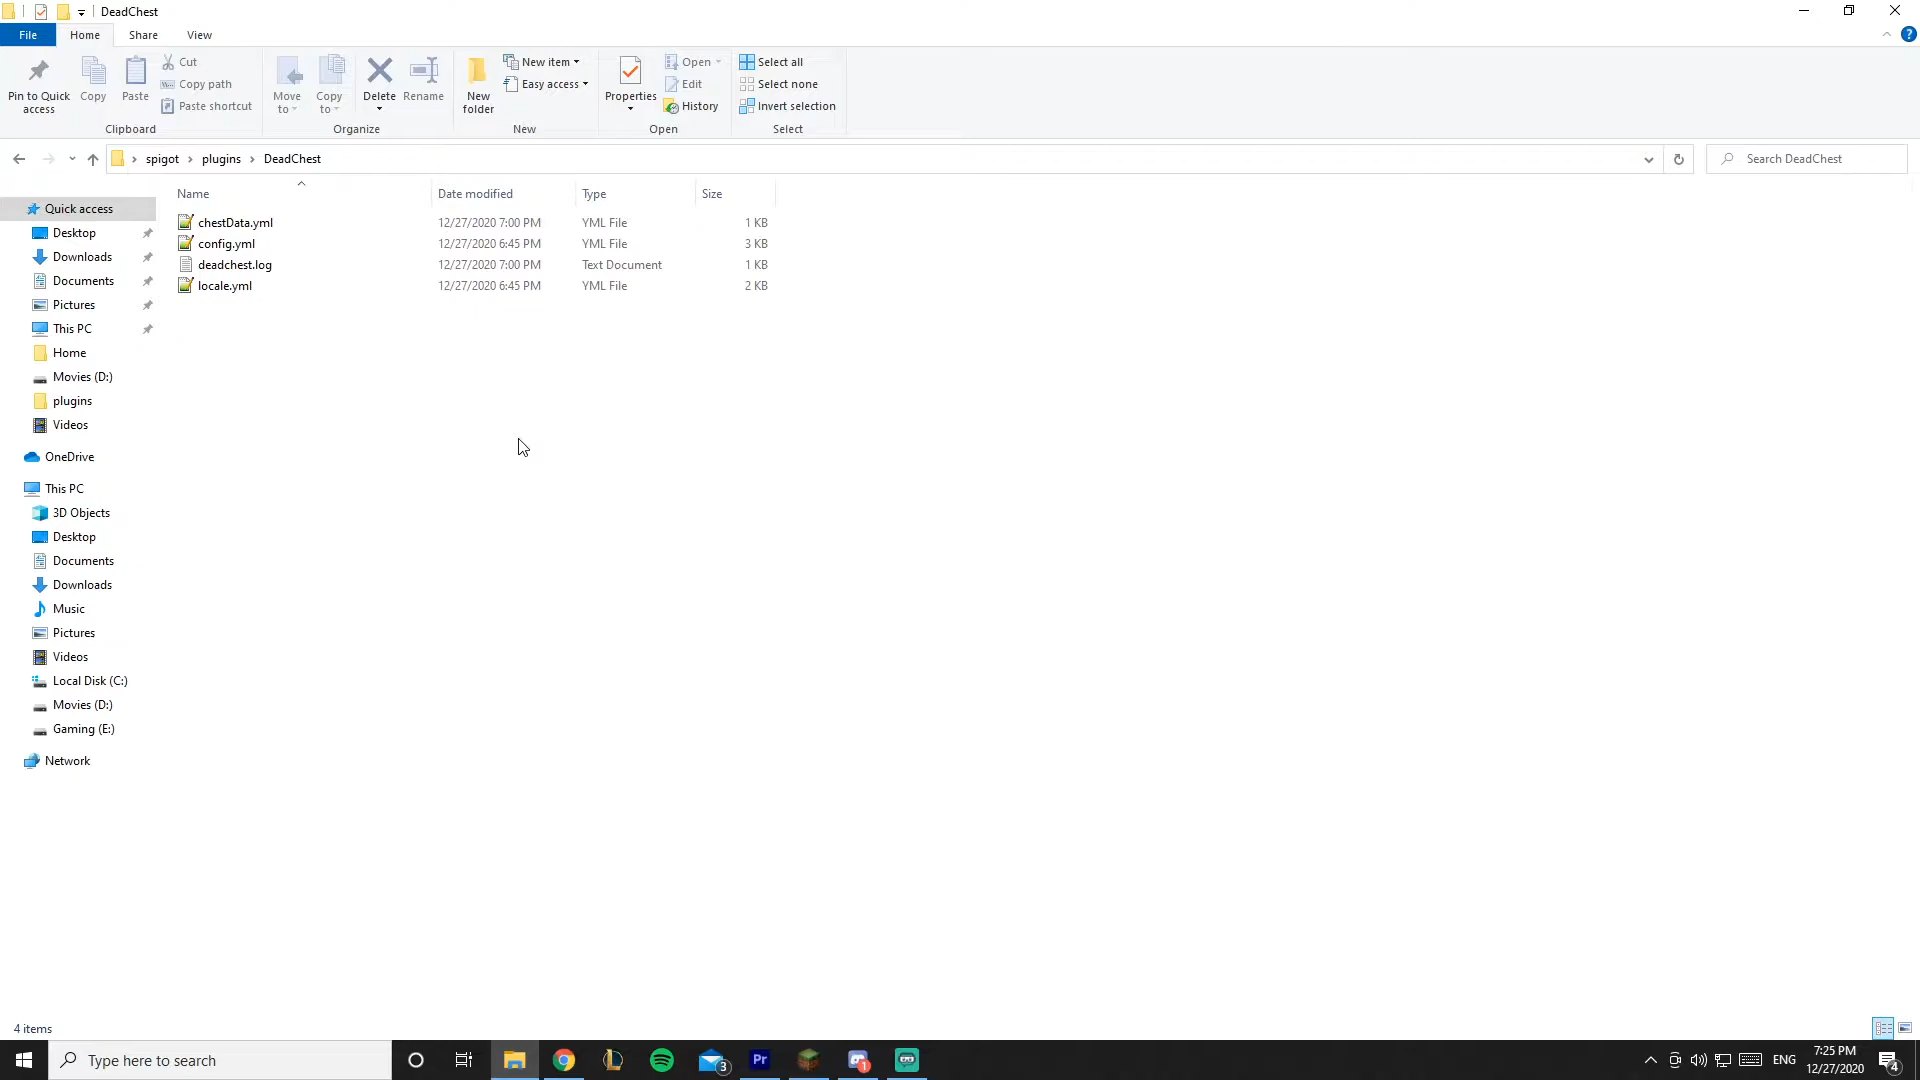 DeadChest
File Home Share View
Pin to Quick access
Copy
Paste
Cut
Copy path
Paste shortcut
Clipboard
Move to
Copy to
Delete
Rename
Organize
New folder
New item
Easy access
New
Properties
Open
Edit
History
Open
Select all
Select none
Invert selection
Select
spigot > plugins > DeadChest
Search DeadChest
Name Date modified Type Size
chestData.yml 12/27/2020 7:00 PM YML File 1 KB
config.yml 12/27/2020 6:45 PM YML File 3 KB
deadchest.log 12/27/2020 7:00 PM Text Document 1 KB
locale.yml 12/27/2020 6:45 PM YML File 2 KB
Quick access
Desktop
Downloads
Documents
Pictures
This PC
Home
Movies (D:)
plugins
Videos
OneDrive
This PC
3D Objects
Desktop
Documents
Downloads
Music
Pictures
Videos
Local Disk (C:)
Movies (D:)
Gaming (E:)
Network
4 items
Type here to search
3
Pr
1
ENG
7:25 PM
12/27/2020
4